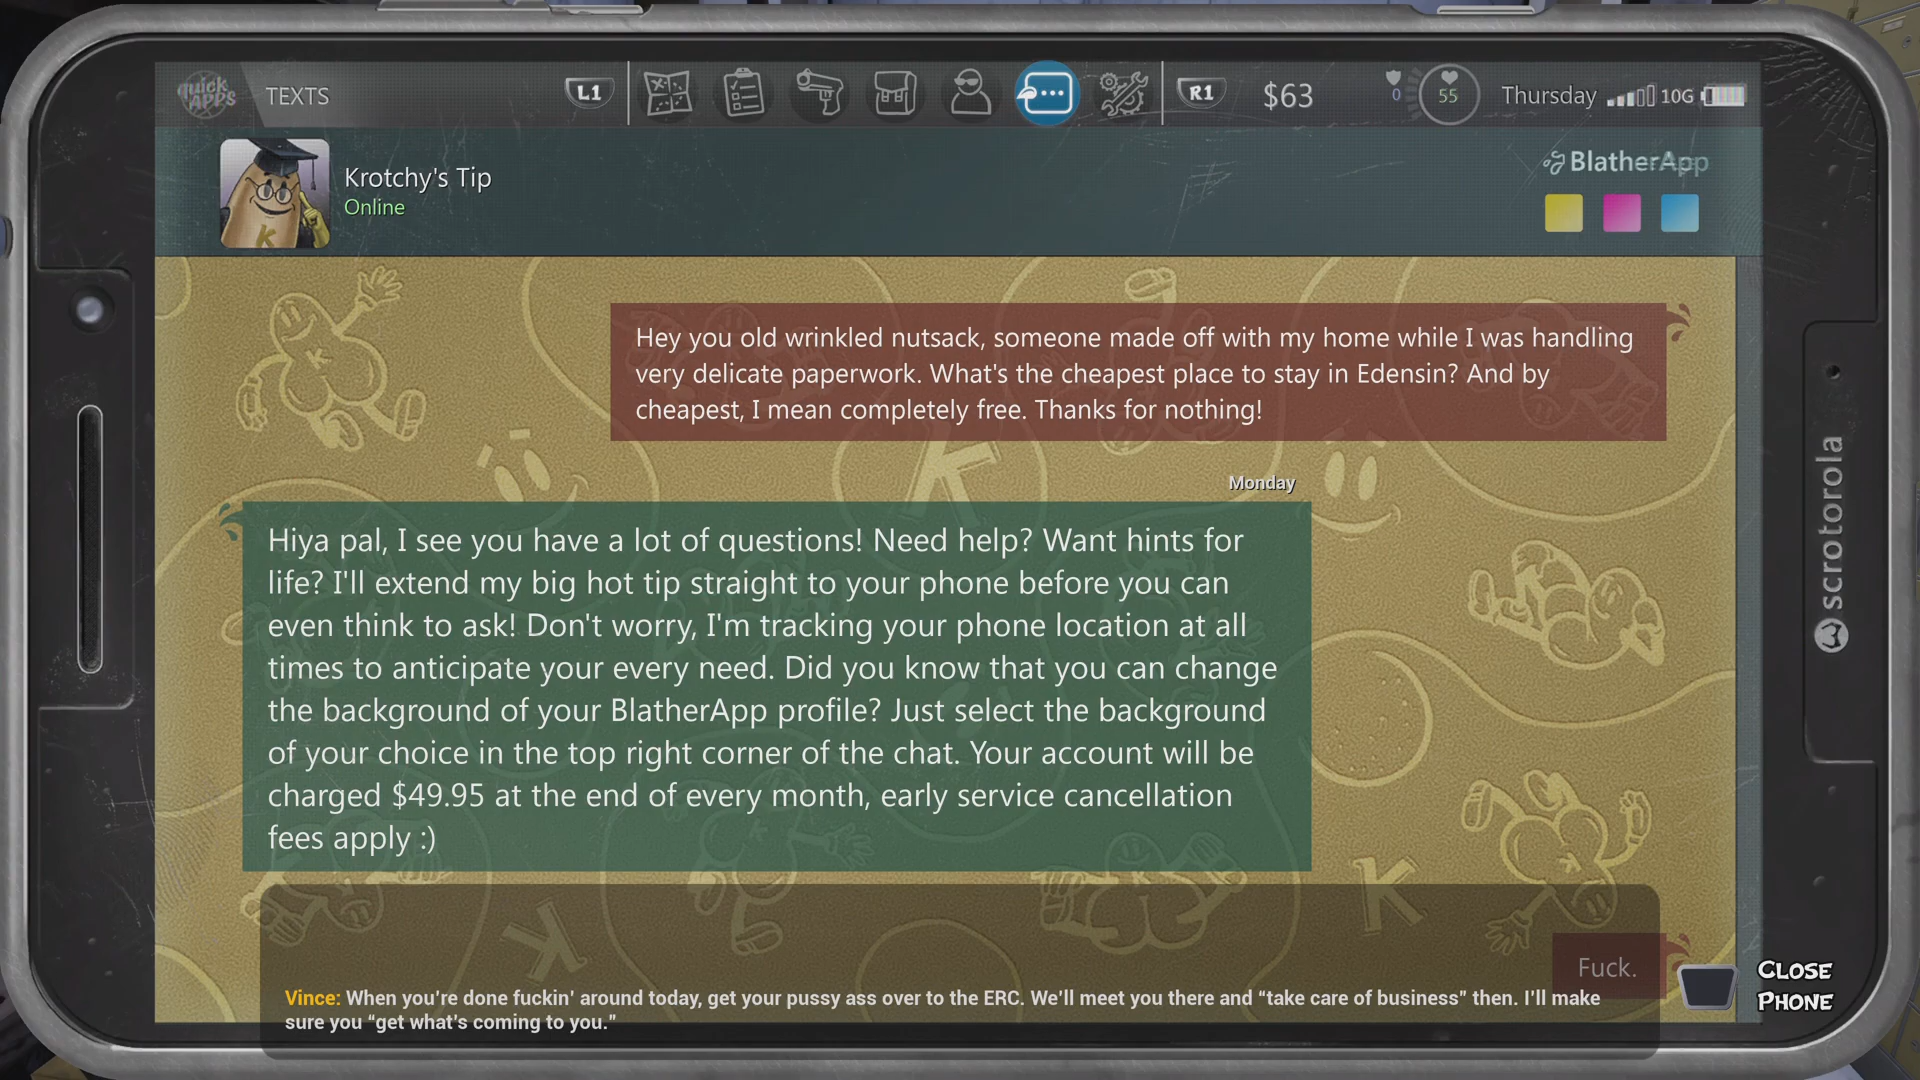 quick APPS
TEXTS
L1
R1
$63
0
55
Thursday
10G
Krotchy's Tip
Online
BlatherApp
Hey you old wrinkled nutsack, someone made off with my home while I was handling
very delicate paperwork. What's the cheapest place to stay in Edensin? And by
cheapest, I mean completely free. Thanks for nothing!
Monday
Hiya pal, I see you have a lot of questions! Need help? Want hints for
life? I'll extend my big hot tip straight to your phone before you can
even think to ask! Don't worry, I'm tracking your phone location at all
times to anticipate your every need. Did you know that you can change
the background of your BlatherApp profile? Just select the background
of your choice in the top right corner of the chat. Your account will be
charged $49.95 at the end of every month, early service cancellation
fees apply :)
Fuck.
Vince: When you're done fuckin' around today, get your pussy ass over to the ERC. We'll meet you there and “take care of business” then. I'll make
sure you “get what's coming to you.”
CLOSE
PHONE
scrotorola